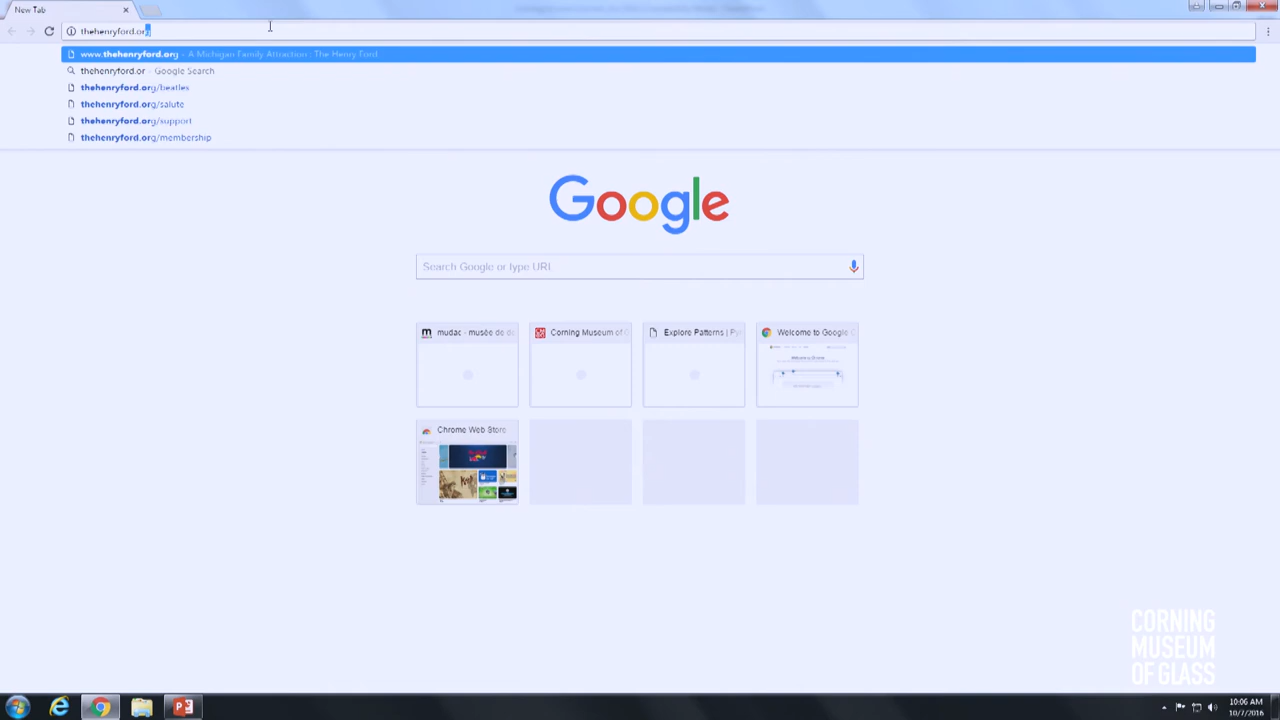 New Tab
thehenryford.org
www.thehenryford.org - A Michigan Family Attraction: The Henry Ford
thehenryford.or - Google Search
thehenryford.org/beatles
thehenryford.org/salute
thehenryford.org/support
thehenryford.org/membership
Google
Search Google or type URL
mudac - musée de d
Corning Museum of
Explore Patterns |
Welcome to Google
Chrome Web Store
CORNING
MUSEUM
OF GLASS
10:06 AM
10/7/2016